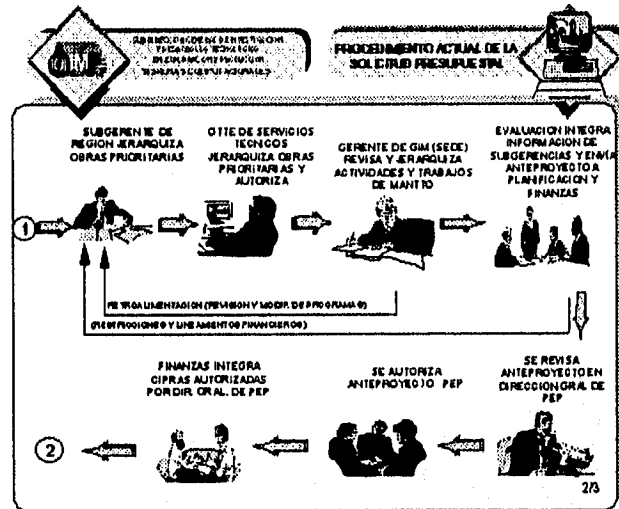 PROCEDIMIENTO ACTUAL DE LA
SOLICITUD PRESUPUESTAL
SUBGERENTE DE
REGION JERARQUIZA
OBRAS PRIORITARIAS
GTTE DE SERVICIOS
TECNICOS
JERARQUIZA OBRAS
PRIORITARIAS Y
AUTORIZA
GERENTE DE GIM (SEDE)
REVISA Y JERARQUIZA
ACTIVIDADES Y TRABAJOS
DE MANTTO
EVALUACION INTEGRA
INFORMACION DE
SUBGERENCIAS Y ENVIA
ANTEPROYECTO A
PLANIFICACION Y
FINANZAS
1
RETROALIMENTACION (REVISION Y MODIF. DE PROGRAMAS)
(RESTRICCIONES Y LINEAMIENTOS FINANCIEROS)
FINANZAS INTEGRA
CIFRAS AUTORIZADAS
POR DIR. GRAL. DE PEP
SE AUTORIZA
ANTEPROYECTO PEP
SE REVISA
ANTEPROYECTO EN
DIRECCION GRAL DE
PEP
2
2/3